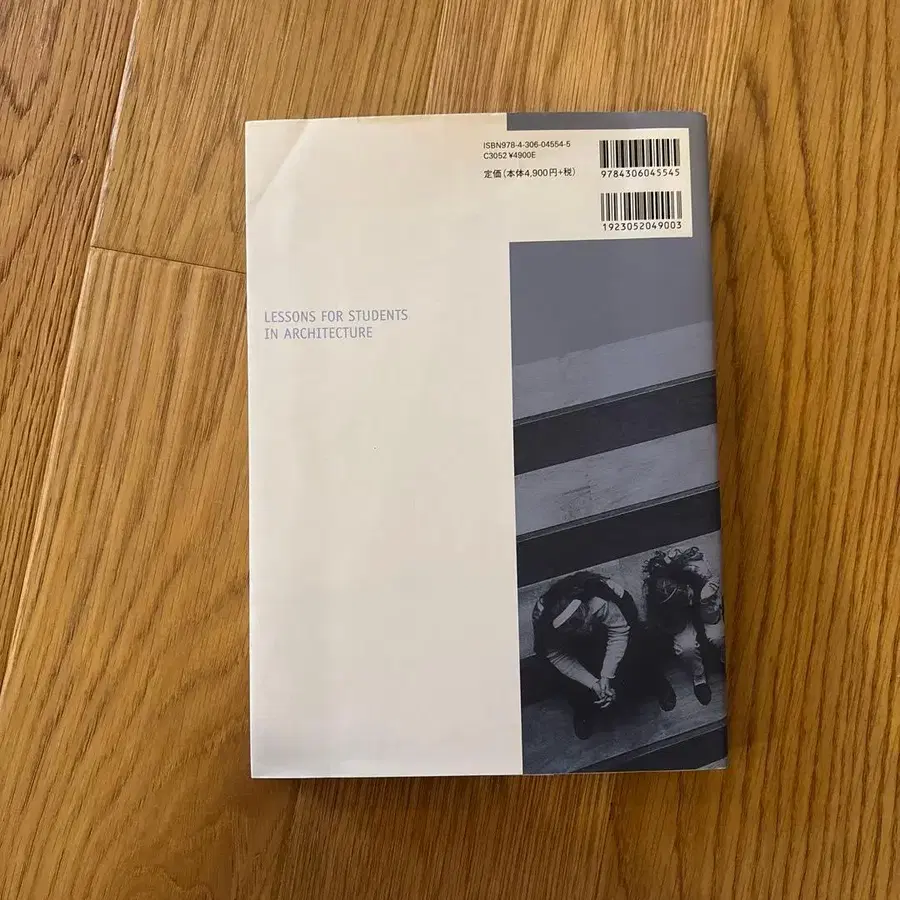 ISBN978-4-306-04554-5
C3052 ¥4900E
定価(本体4,900円+税)
9784306045545
1923052049003
LESSONS FOR STUDENTS
IN ARCHITECTURE